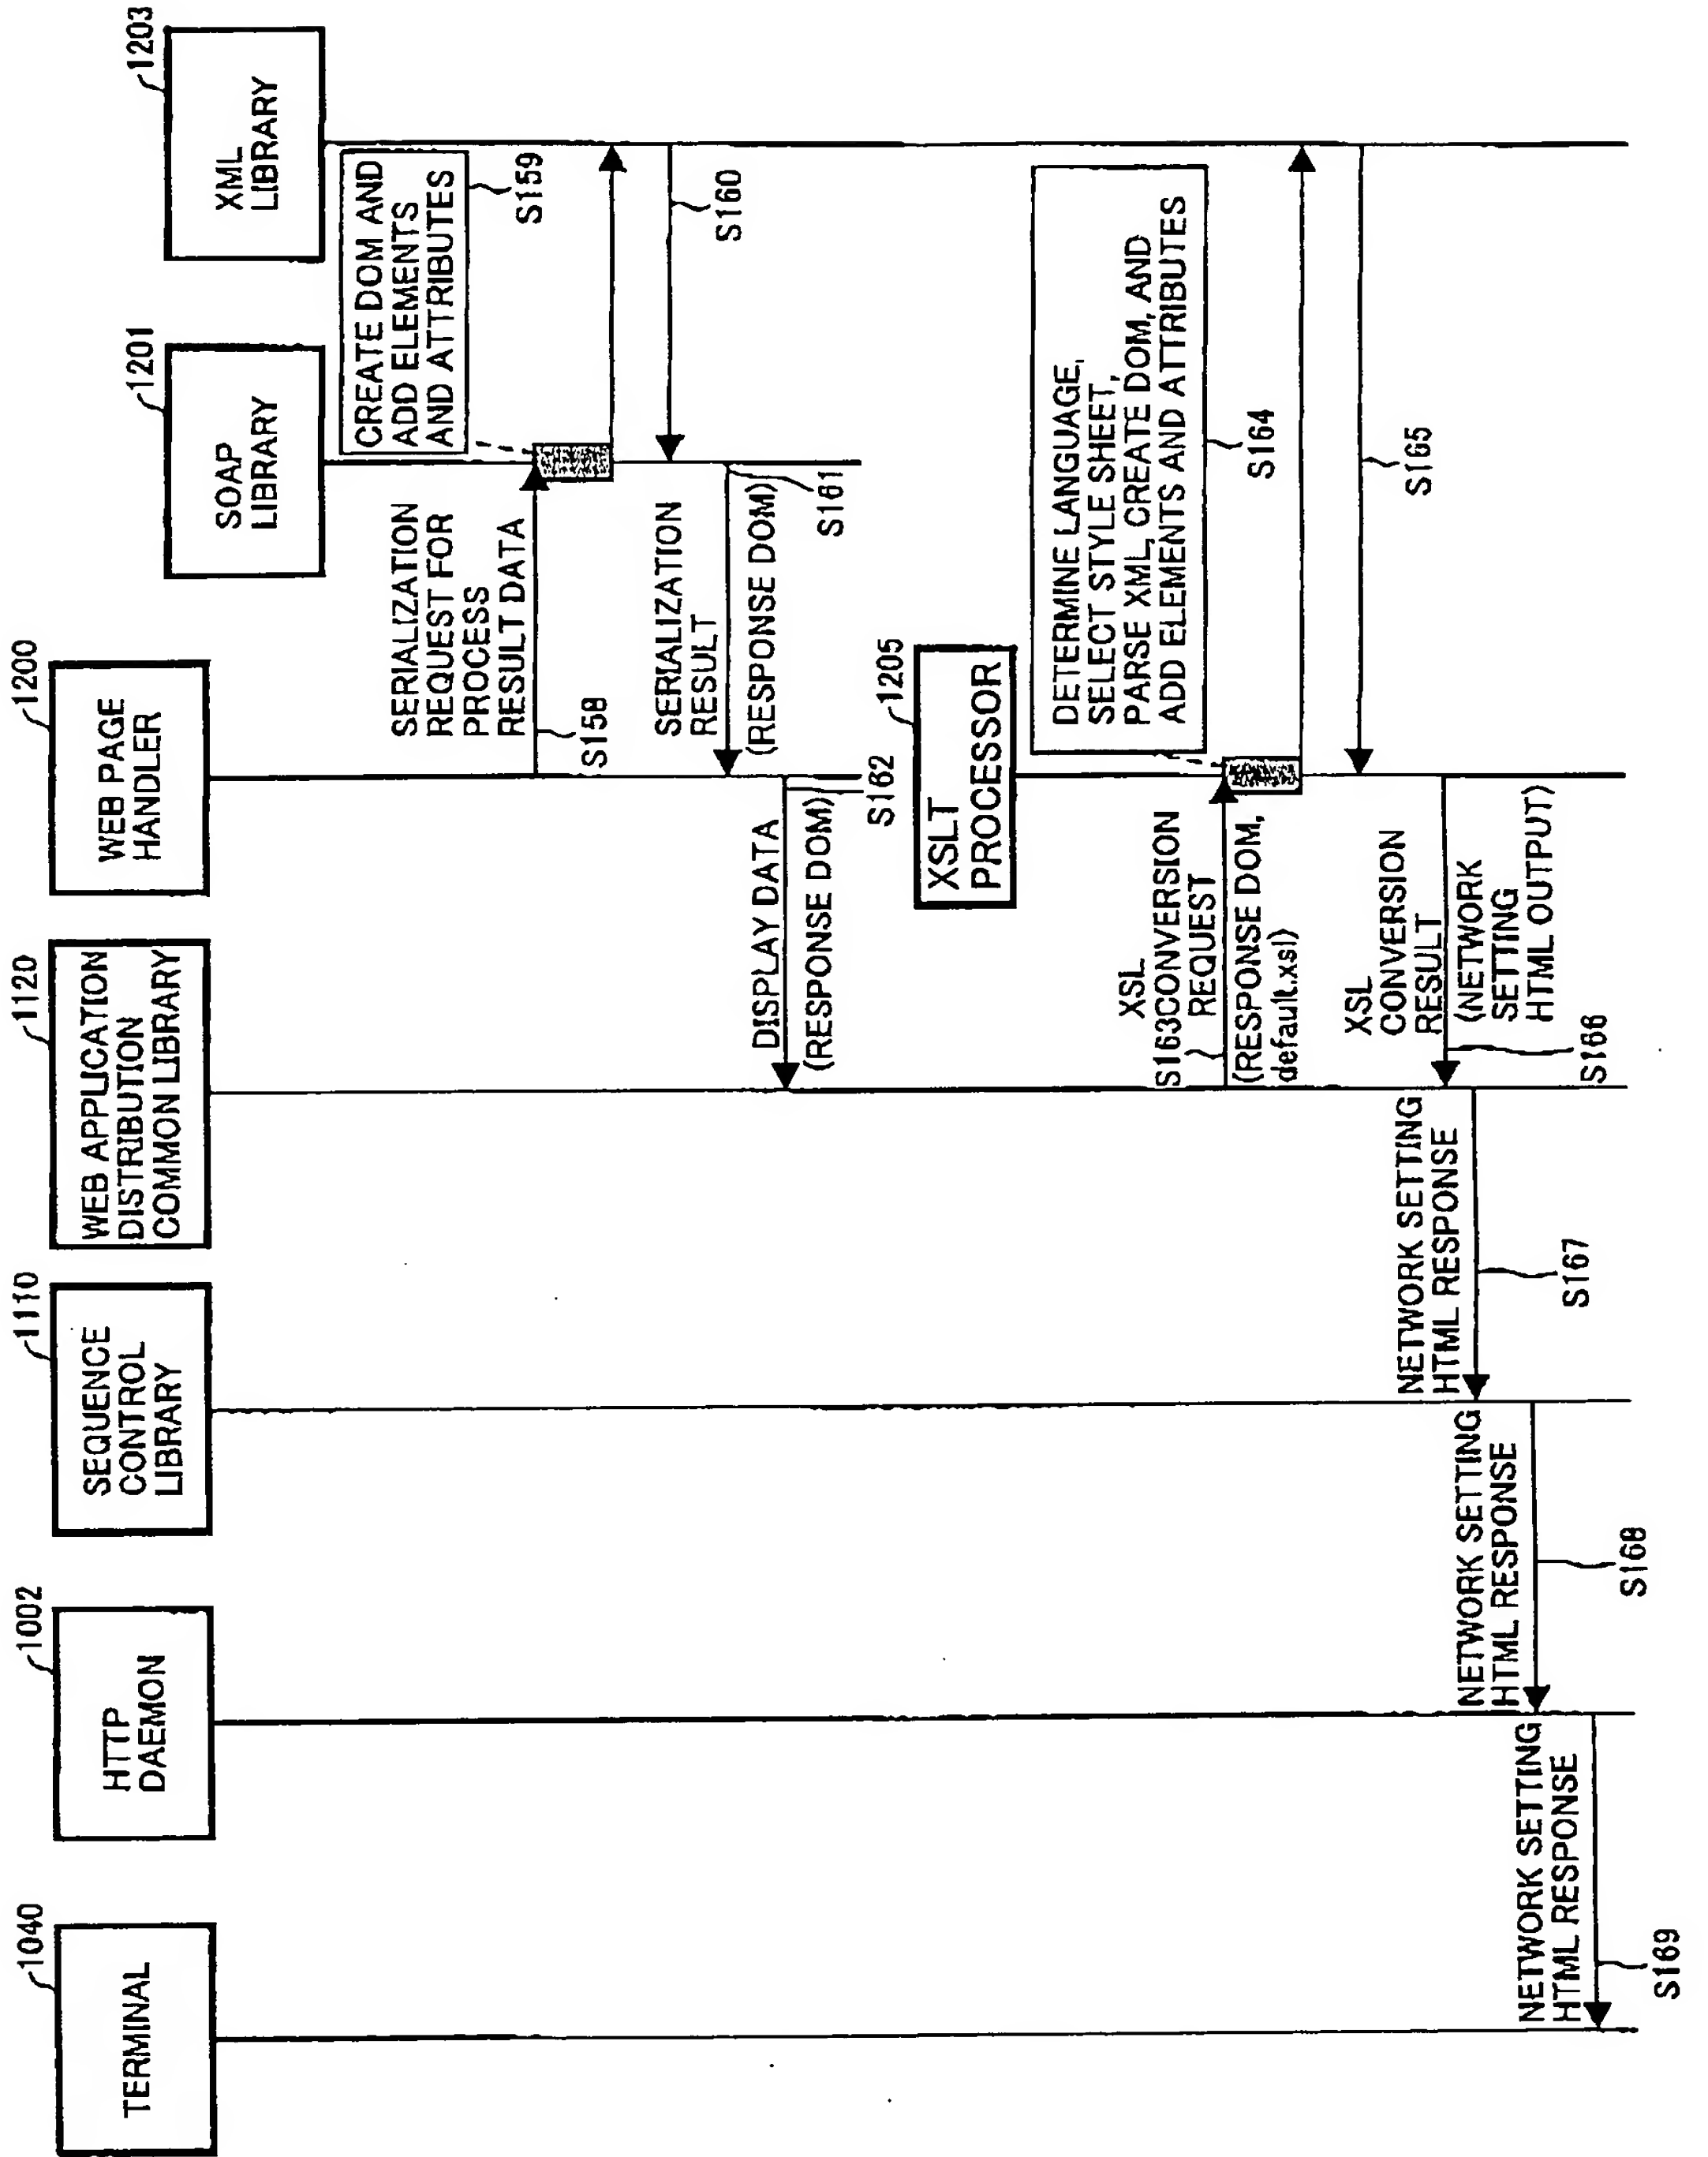 1040
TERMINAL
1002
HTTP
DAEMON
1110
SEQUENCE
CONTROL
LIBRARY
1120
WEB APPLICATION
DISTRIBUTION
COMMON LIBRARY
1200
WEB PAGE
HANDLER
1201
SOAP
LIBRARY
1203
XML
LIBRARY
CREATE DOM AND
ADD ELEMENTS
AND ATTRIBUTES
S159
SERIALIZATION
REQUEST FOR
PROCESS
RESULT DATA
S158
S160
SERIALIZATION
RESULT
(RESPONSE DOM)
S161
DISPLAY DATA
(RESPONSE DOM)
S162
1205
XSLT
PROCESSOR
DETERMINE LANGUAGE,
SELECT STYLE SHEET,
PARSE XML, CREATE DOM, AND
ADD ELEMENTS AND ATTRIBUTES
S164
XSL
S163CONVERSION
REQUEST
(RESPONSE DOM,
default.xsl)
S165
XSL
CONVERSION
RESULT
(NETWORK
SETTING
HTML OUTPUT)
S166
NETWORK SETTING
HTML RESPONSE
S167
NETWORK SETTING
HTML RESPONSE
S168
NETWORK SETTING
HTML RESPONSE
S169